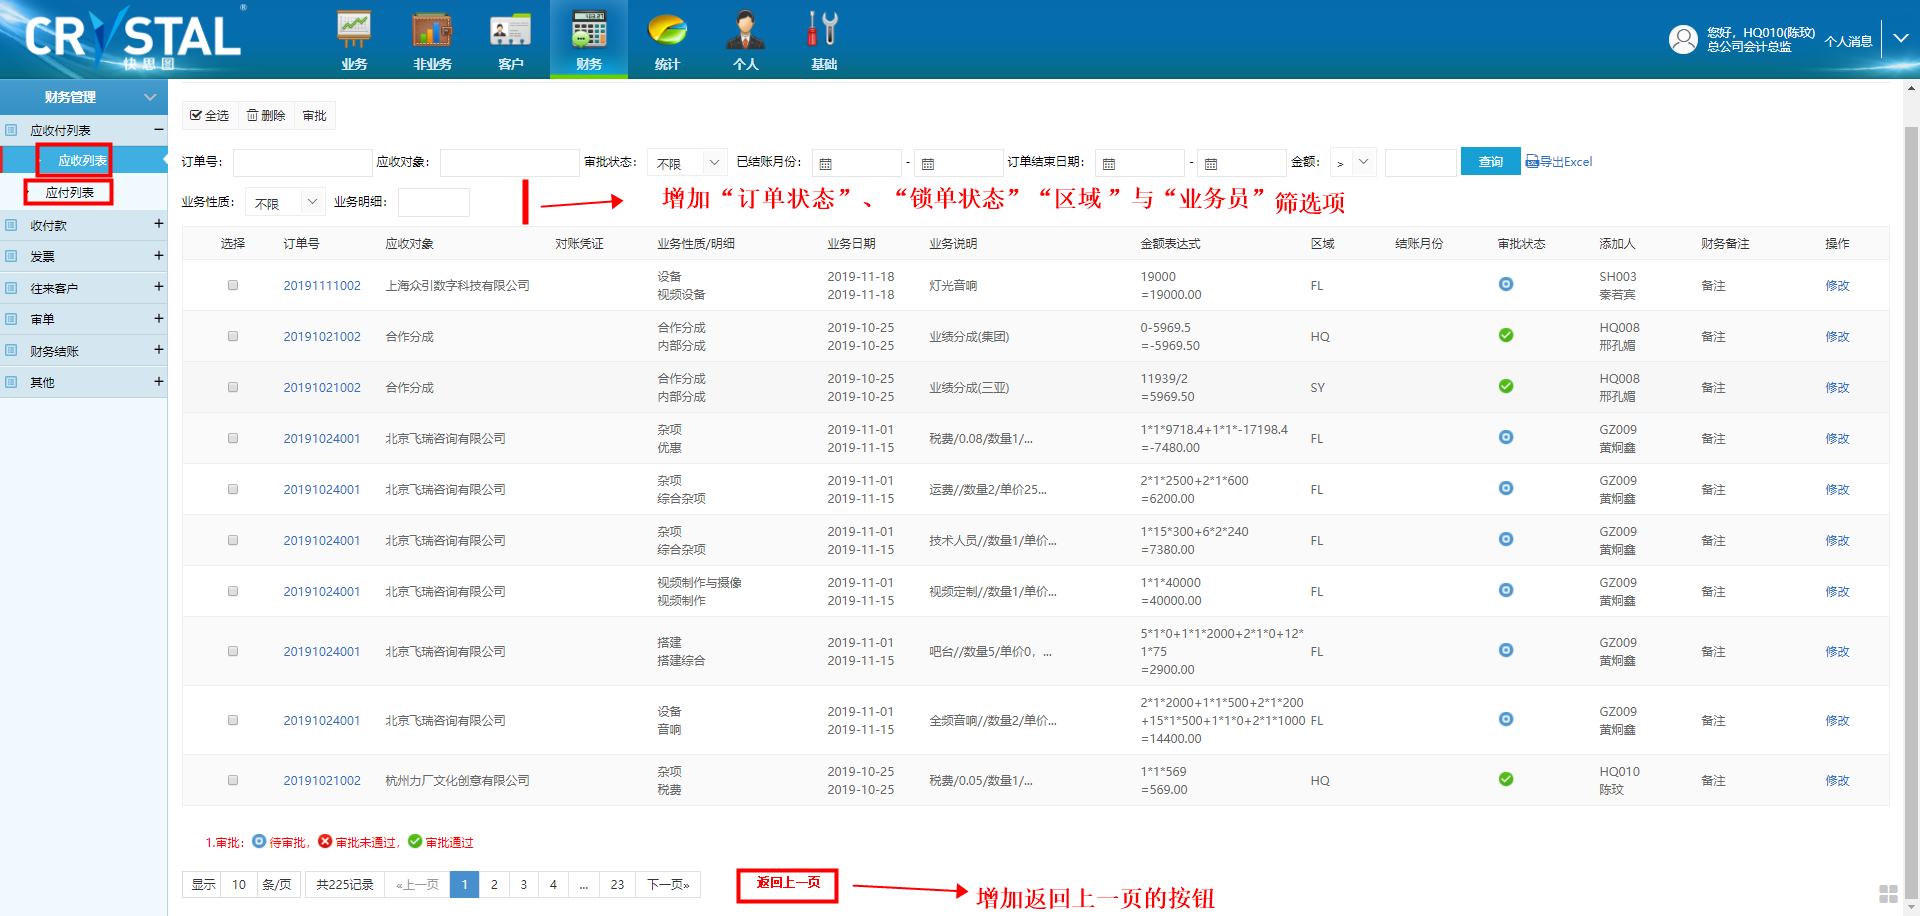 CRYSTAL ®
快思图
业务 非业务 客户 财务 统计 个人 基础
您好，HQ010(陈玟)
总公司会计总监
个人消息
财务管理
应收付列表
应收列表
应付列表
收付款
发票
往来客户
审单
财务结账
其他
全选 删除 审批
订单号： 应收对象： 审批状态： 不限 已结账月份： - 订单结束日期： - 金额： > 查询 导出Excel
业务性质： 不限 业务明细：
增加“订单状态”、“锁单状态”“区域”与“业务员”筛选项
选择 订单号 应收对象 对账凭证 业务性质/明细 业务日期 业务说明 金额表达式 区域 结账月份 审批状态 添加人 财务备注 操作
20191111002 上海众引数字科技有限公司 设备 2019-11-18 灯光音响 19000 FL SH003 备注 修改
视频设备 2019-11-18 =19000.00 秦若宾
20191021002 合作分成 合作分成 2019-10-25 业绩分成(集团) 0-5969.5 HQ HQ008 备注 修改
内部分成 2019-10-25 =-5969.50 邢孔媚
20191021002 合作分成 合作分成 2019-10-25 业绩分成(三亚) 11939/2 SY HQ008 备注 修改
内部分成 2019-10-25 =5969.50 邢孔媚
20191024001 北京飞瑞咨询有限公司 杂项 2019-11-01 税费/0.08/数量1/... 1*1*9718.4+1*1*-17198.4 FL GZ009 备注 修改
优惠 2019-11-15 =-7480.00 黄炯鑫
20191024001 北京飞瑞咨询有限公司 杂项 2019-11-01 运费//数量2/单价25... 2*1*2500+2*1*600 FL GZ009 备注 修改
综合杂项 2019-11-15 =6200.00 黄炯鑫
20191024001 北京飞瑞咨询有限公司 杂项 2019-11-01 技术人员//数量1/单价... 1*15*300+6*2*240 FL GZ009 备注 修改
综合杂项 2019-11-15 =7380.00 黄炯鑫
20191024001 北京飞瑞咨询有限公司 视频制作与摄像 2019-11-01 视频定制//数量1/单价... 1*1*40000 FL GZ009 备注 修改
视频制作 2019-11-15 =40000.00 黄炯鑫
20191024001 北京飞瑞咨询有限公司 搭建 2019-11-01 吧台//数量5/单价0，... 5*1*0+1*1*2000+2*1*0+12* FL GZ009 备注 修改
搭建综合 2019-11-15 1*75 黄炯鑫
=2900.00
20191024001 北京飞瑞咨询有限公司 设备 2019-11-01 全频音响//数量2/单价... 2*1*2000+1*1*500+2*1*200 FL GZ009 备注 修改
音响 2019-11-15 +15*1*500+1*1*0+2*1*1000 黄炯鑫
=14400.00
20191021002 杭州力厂文化创意有限公司 杂项 2019-10-25 税费/0.05/数量1/... 1*1*569 HQ HQ010 备注 修改
税费 2019-10-25 =569.00 陈玟
1.审批： 待审批， 审批未通过， 审批通过
显示 10 条/页 共225记录 «上一页 1 2 3 4 ... 23 下一页»
返回上一页
增加返回上一页的按钮